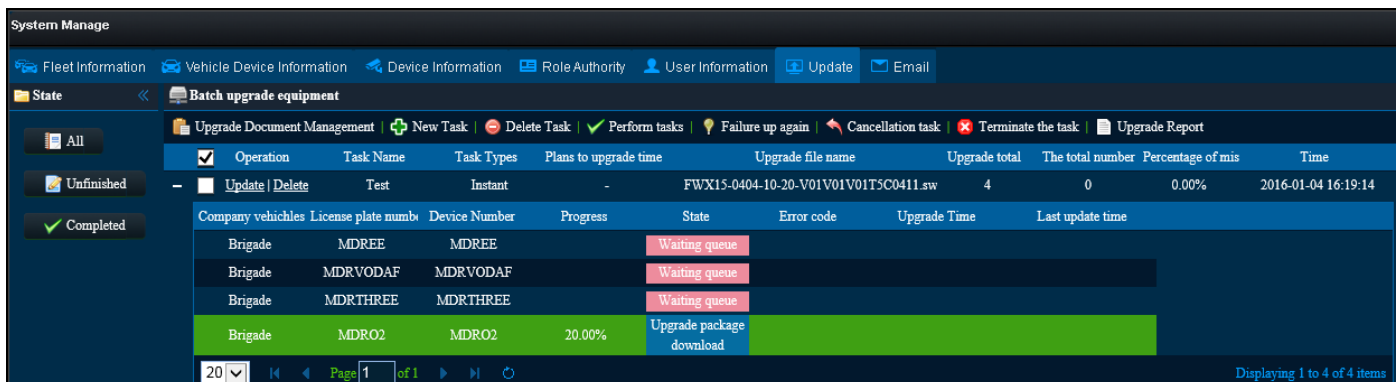 System Manage
Fleet Information Vehicle Device Information Device Information Role Authority User Information Update Email
State Batch upgrade equipment
Upgrade Document Management | New Task | Delete Task | Perform tasks | Failure up again | Cancellation task | Terminate the task | Upgrade Report
All
Operation Task Name Task Types Plans to upgrade time Upgrade file name Upgrade total The total number Percentage of mis Time
Unfinished
Update | Delete Test Instant - FWX15-0404-10-20-V01V01V01T5C0411.sw 4 0 0.00% 2016-01-04 16:19:14
Completed
Company vehichles License plate numbe Device Number Progress State Error code Upgrade Time Last update time
Brigade MDREE MDREE Waiting queue
Brigade MDRVODAF MDRVODAF Waiting queue
Brigade MDRTHREE MDRTHREE Waiting queue
Brigade MDRO2 MDRO2 20.00% Upgrade package
download
20 Page 1 of 1 Displaying 1 to 4 of 4 items